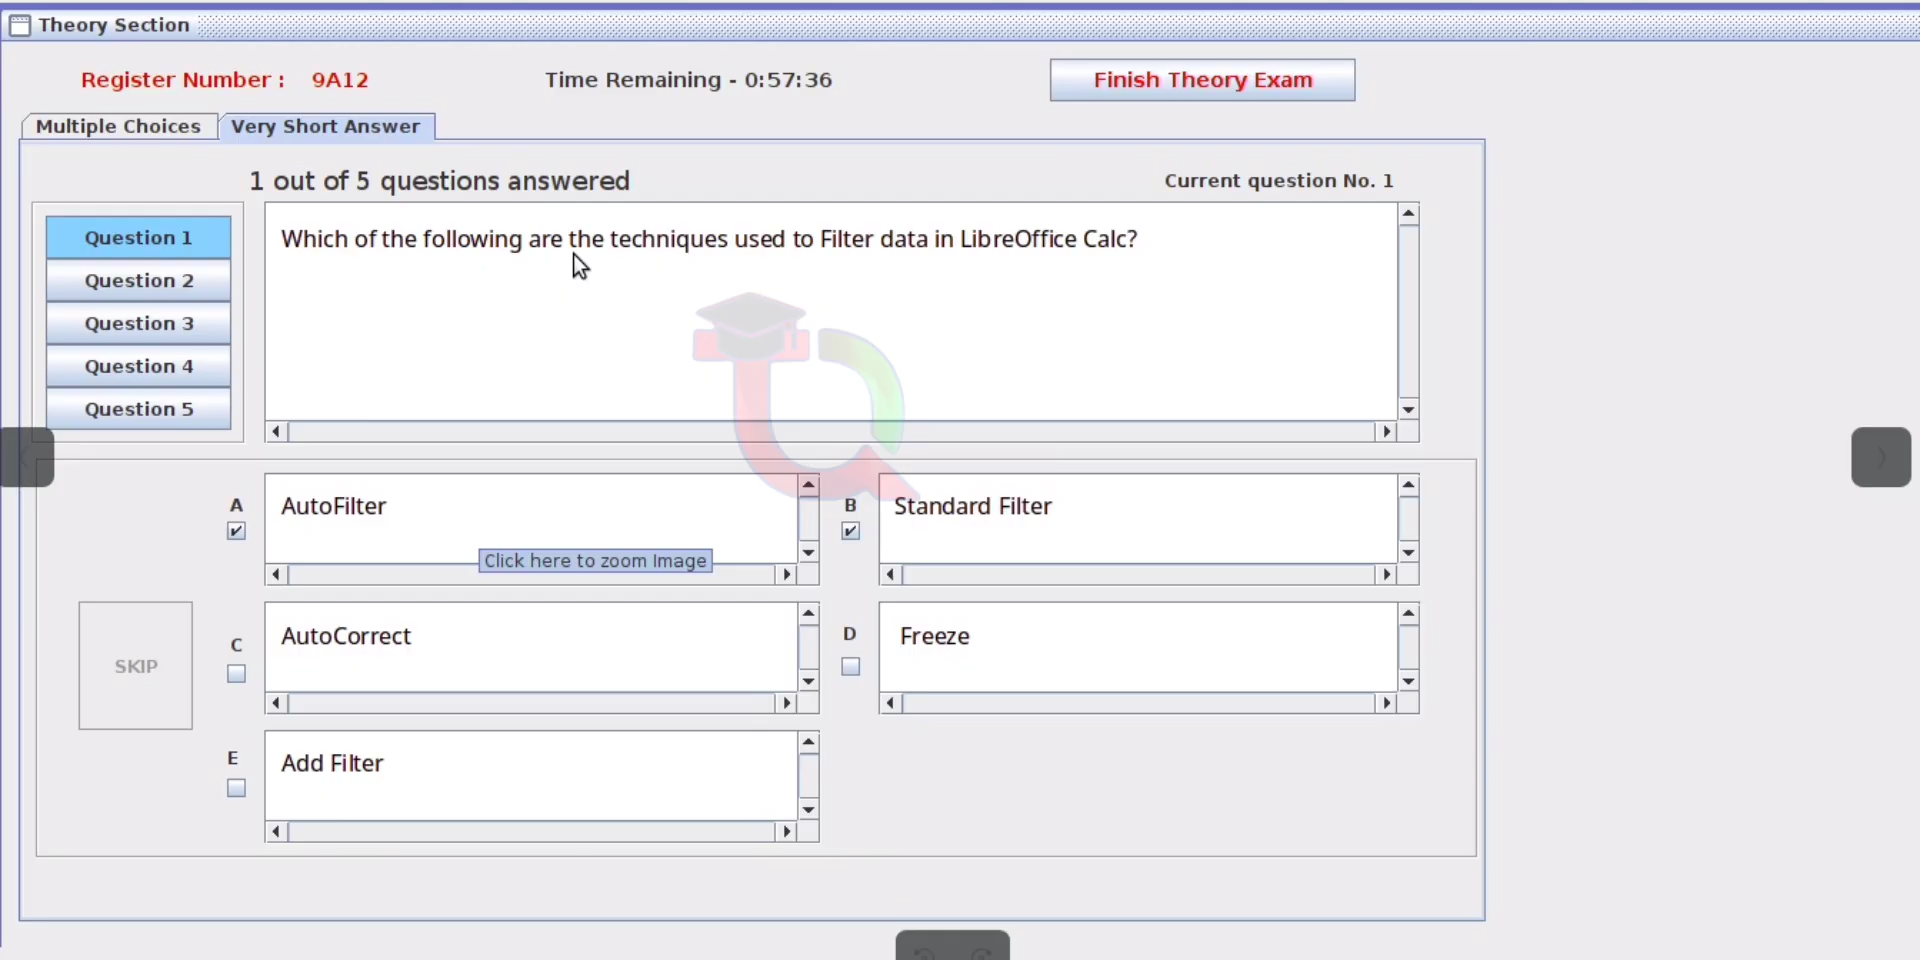 Theory Section
Register Number : 9A12
Time Remaining - 0:57:36
Finish Theory Exam
Multiple Choices
Very Short Answer
1 out of 5 questions answered
Current question No. 1
Question 1
Question 2
Question 3
Question 4
Question 5
Which of the following are the techniques used to Filter data in LibreOffice Calc?
A
AutoFilter
Click here to zoom Image
B
Standard Filter
SKIP
C
AutoCorrect
D
Freeze
E
Add Filter